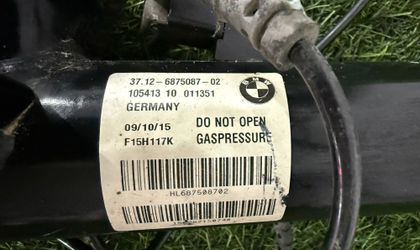 37.12-6875087-02
BMW
105413 10 011351
GERMANY
09/10/15 DO NOT OPEN
F15H117K GASPRESSURE
HL687508702